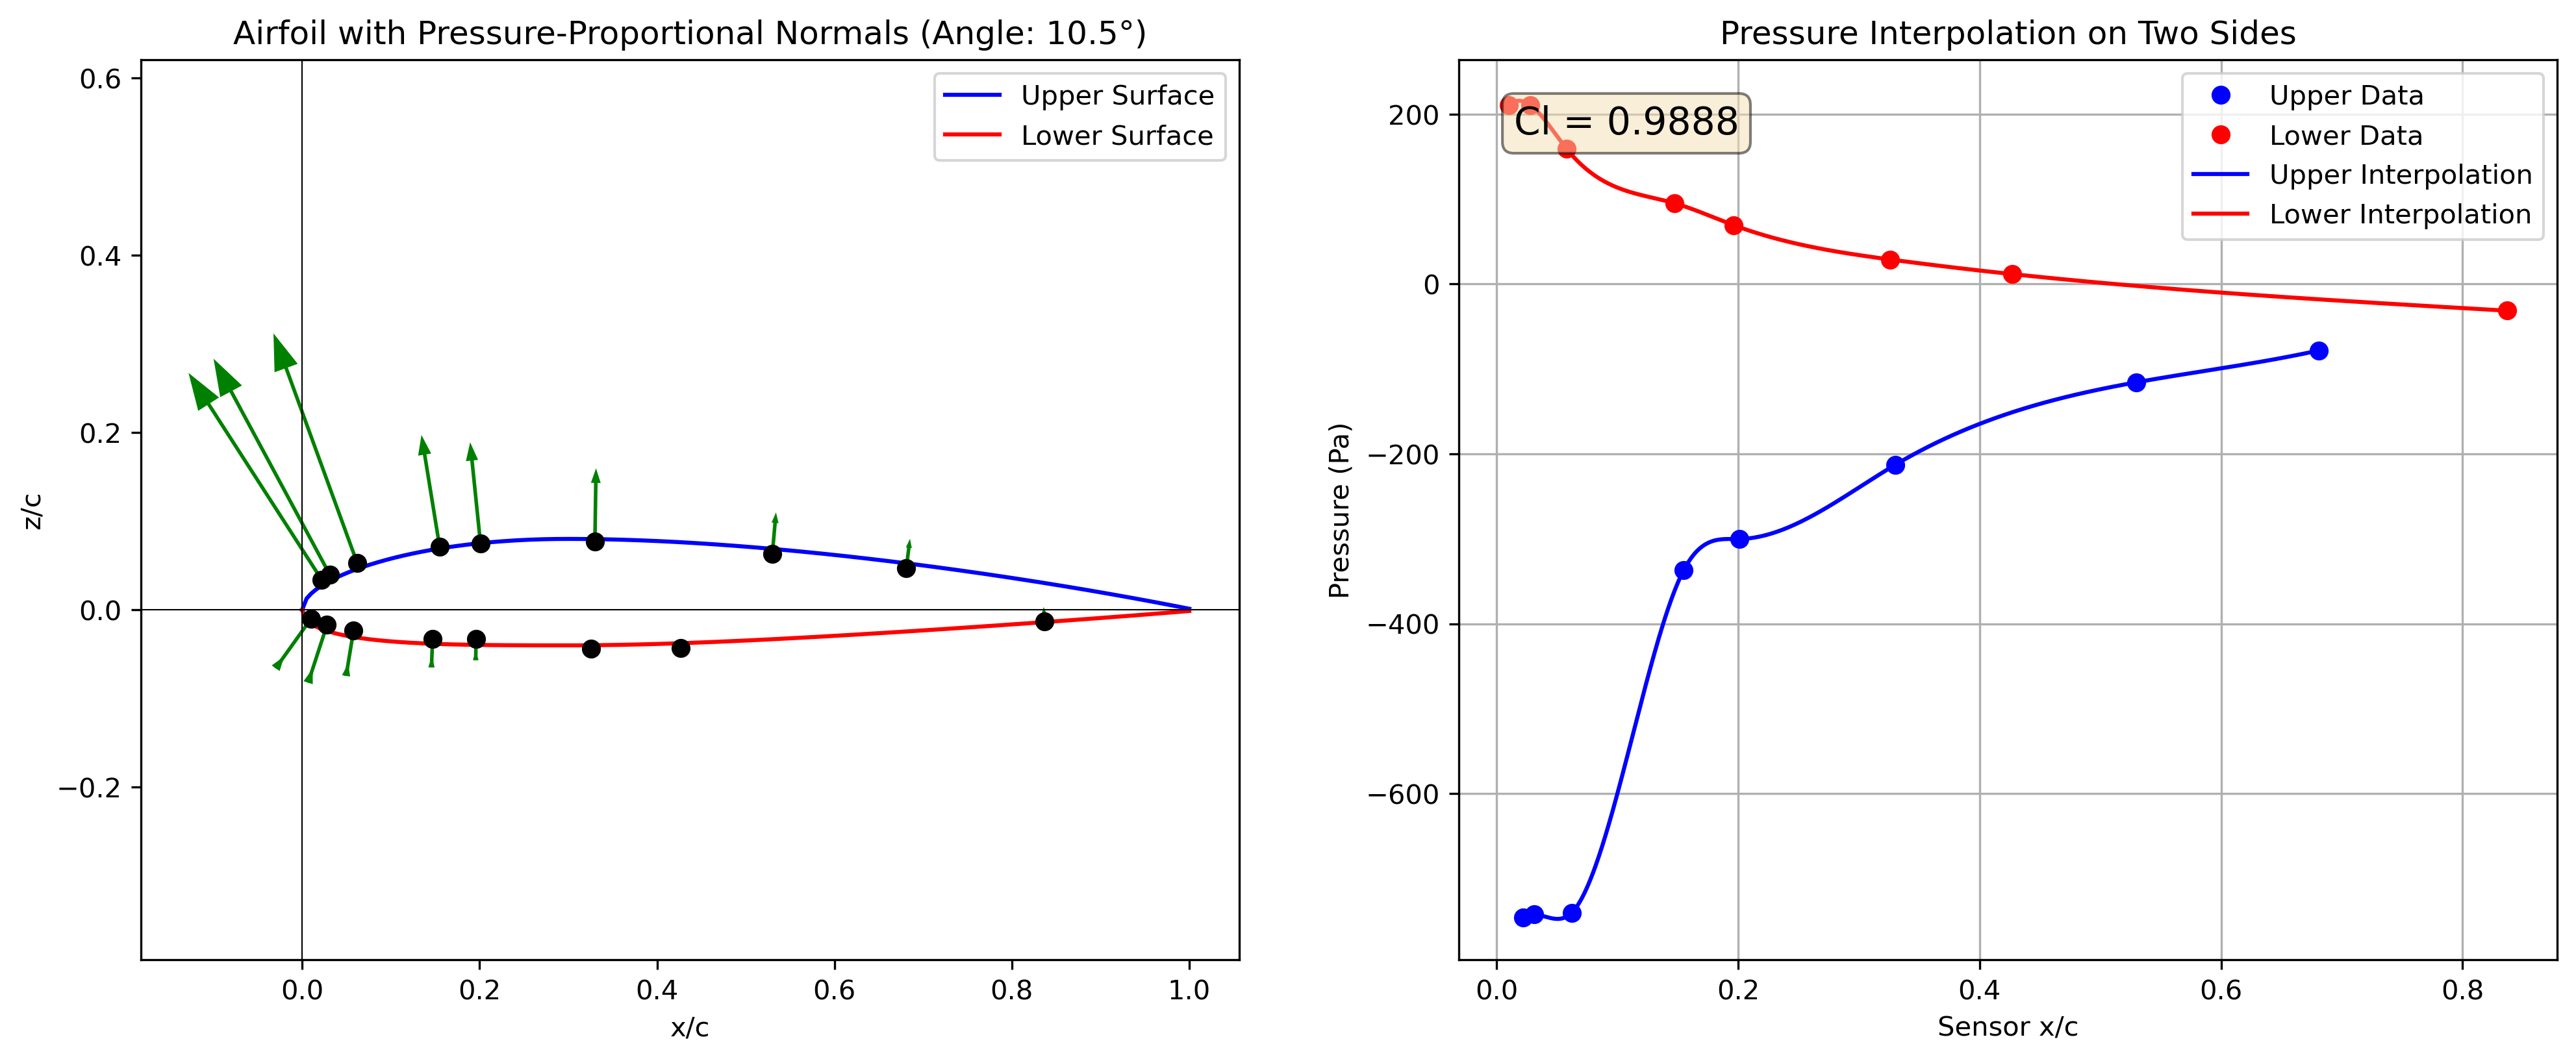 Airfoil with Pressure-Proportional Normals (Angle: 10.5°)
Upper Surface
Lower Surface
0.6
0.4
0.2
0.0
−0.2
z/c
0.0 0.2 0.4 0.6 0.8 1.0
x/c
Pressure Interpolation on Two Sides
Cl = 0.9888
Upper Data
Lower Data
Upper Interpolation
Lower Interpolation
200
0
−200
−400
−600
Pressure (Pa)
0.0 0.2 0.4 0.6 0.8
Sensor x/c